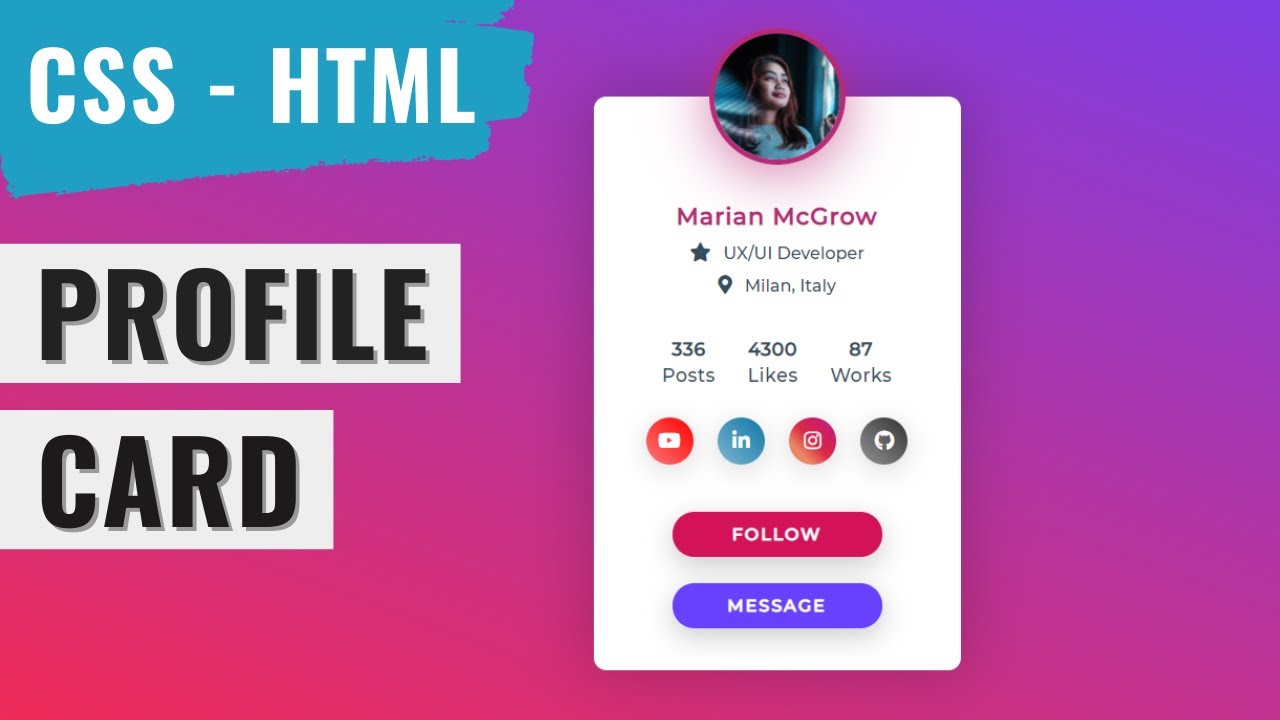 CSS - HTML
PROFILE
CARD
Marian McGrow
UX/UI Developer
Milan, Italy
336 4300 87
Posts Likes Works
in
FOLLOW
MESSAGE